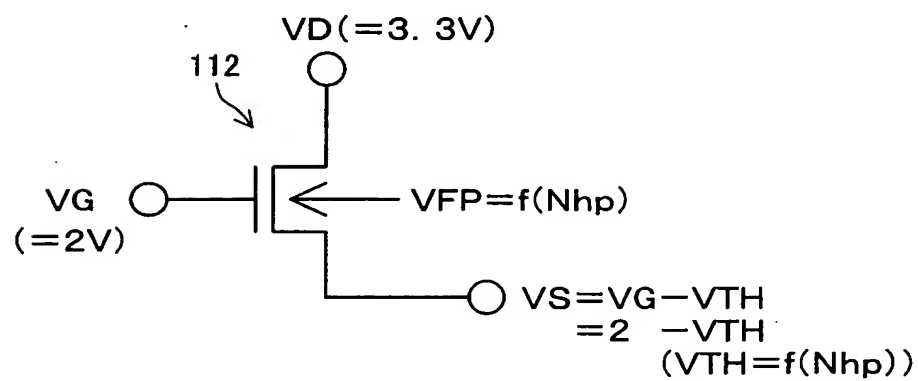 VD(=3. 3V)
112
VG
(=2V)
VFP=f(Nhp)
VS=VG-VTH
=2 -VTH
(VTH=f(Nhp))